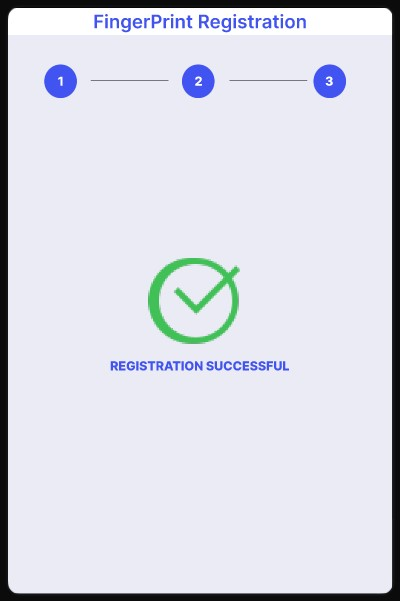 FingerPrint Registration
1 2 3
REGISTRATION SUCCESSFUL